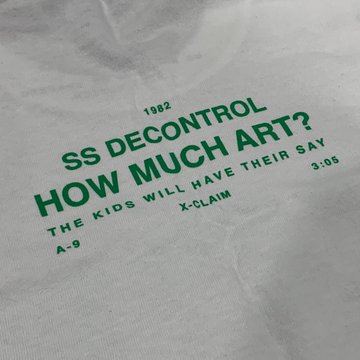 1982
SS DECONTROL
HOW MUCH ART?
THE KIDS WILL HAVE THEIR SAY
A-9 X-CLAIM 3:05